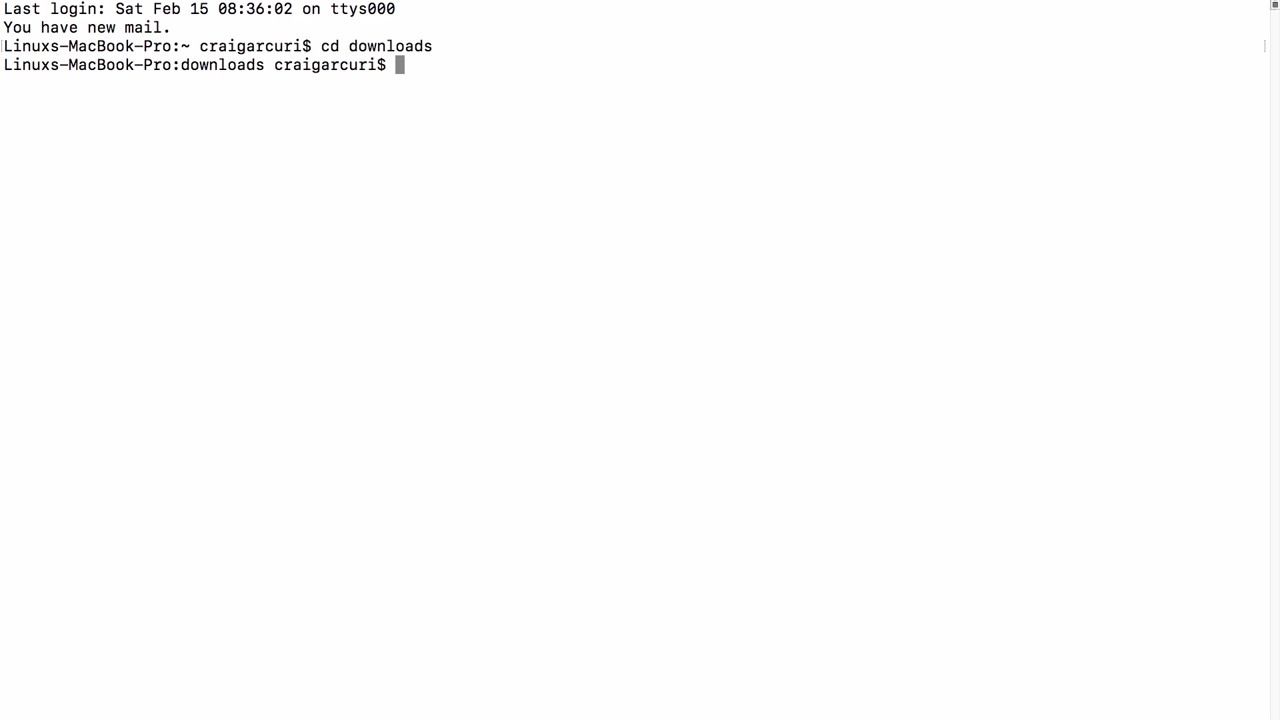 Last login: Sat Feb 15 08:36:02 on ttys000
You have new mail.
Linuxs-MacBook-Pro:~ craigarcuri$ cd downloads
Linuxs-MacBook-Pro:downloads craigarcuri$